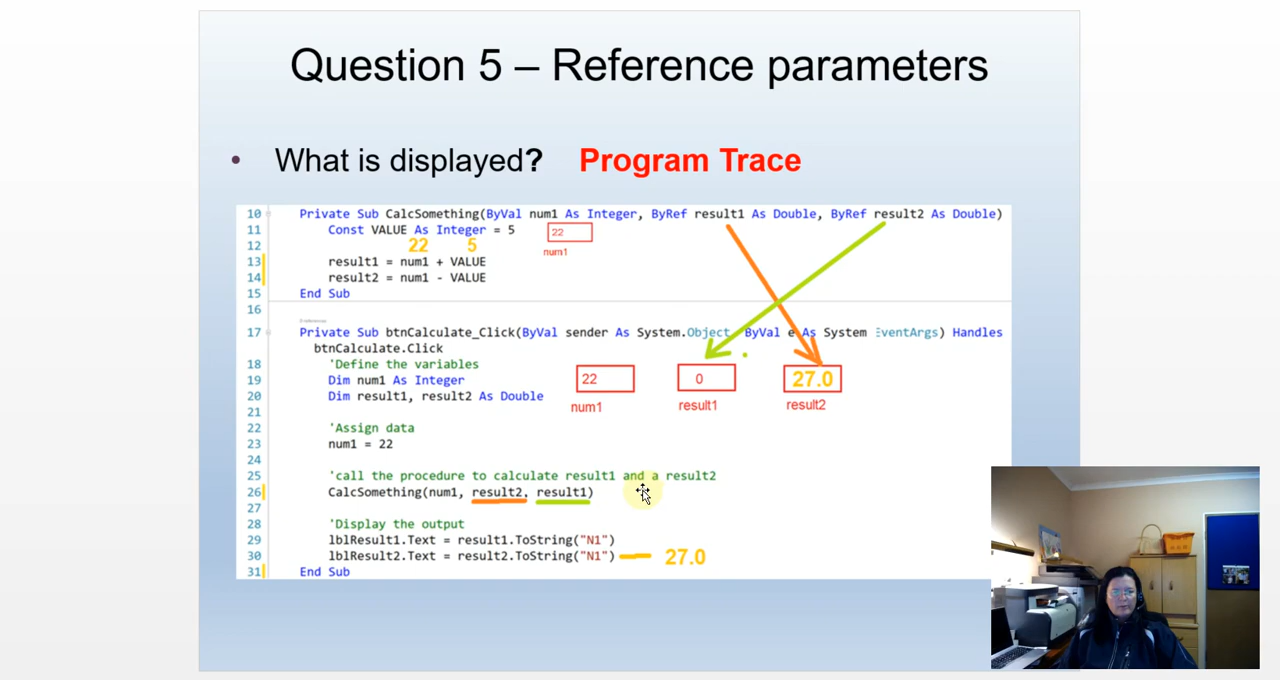 Question 5 – Reference parameters
• What is displayed? Program Trace
10 Private Sub CalcSomething(ByVal num1 As Integer, ByRef result1 As Double, ByRef result2 As Double)
11 Const VALUE As Integer = 5 22
12 22 5 num1
13 result1 = num1 + VALUE
14 result2 = num1 - VALUE
15 End Sub
16
17 Private Sub btnCalculate_Click(ByVal sender As System.Object, ByVal e As System EventArgs) Handles
btnCalculate.Click
18 'Define the variables
19 Dim num1 As Integer 22 0 27.0
20 Dim result1, result2 As Double num1 result1 result2
21
22 'Assign data
23 num1 = 22
24
25 'call the procedure to calculate result1 and a result2
26 CalcSomething(num1, result2, result1)
27
28 'Display the output
29 lblResult1.Text = result1.ToString("N1")
30 lblResult2.Text = result2.ToString("N1") 27.0
31 End Sub